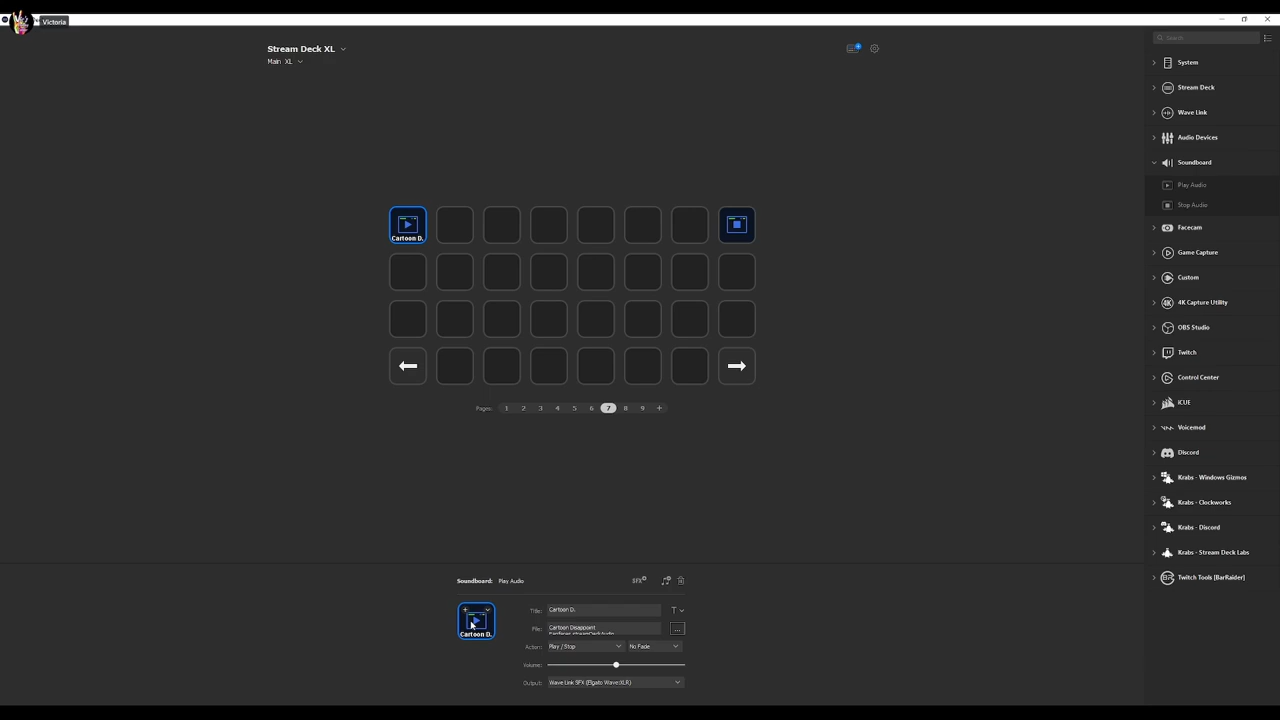 Victoria
Stream Deck XL
Main XL
Search
System
Stream Deck
Wave Link
Audio Devices
Soundboard
Play Audio
Stop Audio
Facecam
Game Capture
Custom
4K Capture Utility
OBS Studio
Twitch
Control Center
iCUE
Voicemod
Discord
Krabs - Windows Gizmos
Krabs - Clockworks
Krabs - Discord
Krabs - Stream Deck Labs
Twitch Tools [BarRaider]
Cartoon D.
Pages: 1 2 3 4 5 6 7 8 9 +
Soundboard: Play Audio
SFX
Cartoon D.
Title: Cartoon D.
T
File: Cartoon Disappoint
...
Action: Play / Stop No Fade
Volume:
Output: Wave Link SFX (Elgato Wave:XLR)